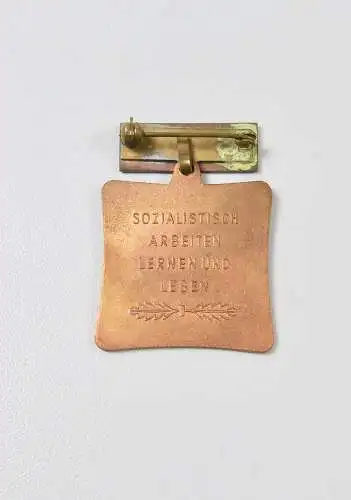 SOZIALISTISCH
ARBEITEN
LERNEN UND
LEBEN